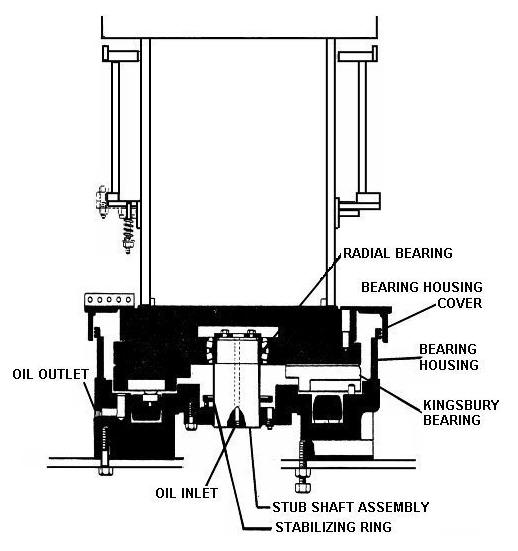 RADIAL BEARING
BEARING HOUSING
COVER
BEARING
HOUSING
OIL OUTLET
KINGSBURY
BEARING
OIL INLET
STUB SHAFT ASSEMBLY
STABILIZING RING